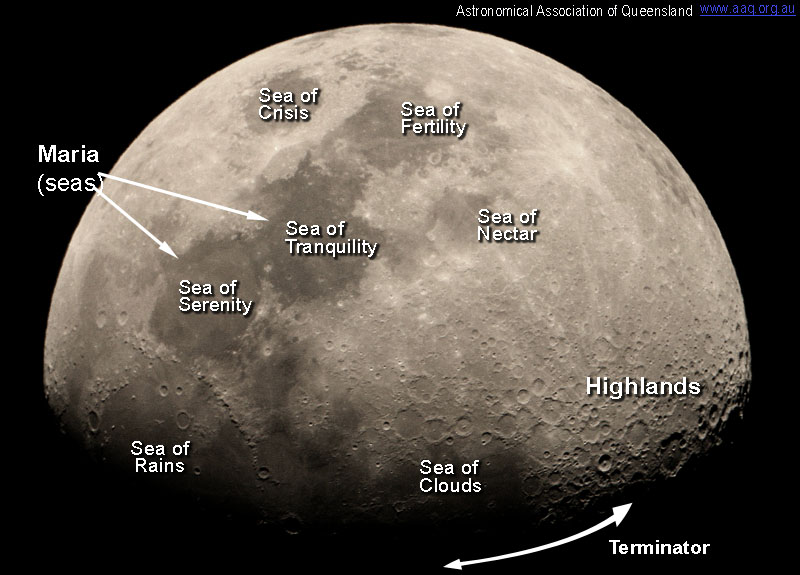 Astronomical Association of Queensland www.aaq.org.au
Sea of
Crisis
Sea of
Fertility
Maria
(seas)
Sea of
Tranquility
Sea of
Nectar
Sea of
Serenity
Highlands
Sea of
Rains
Sea of
Clouds
Terminator